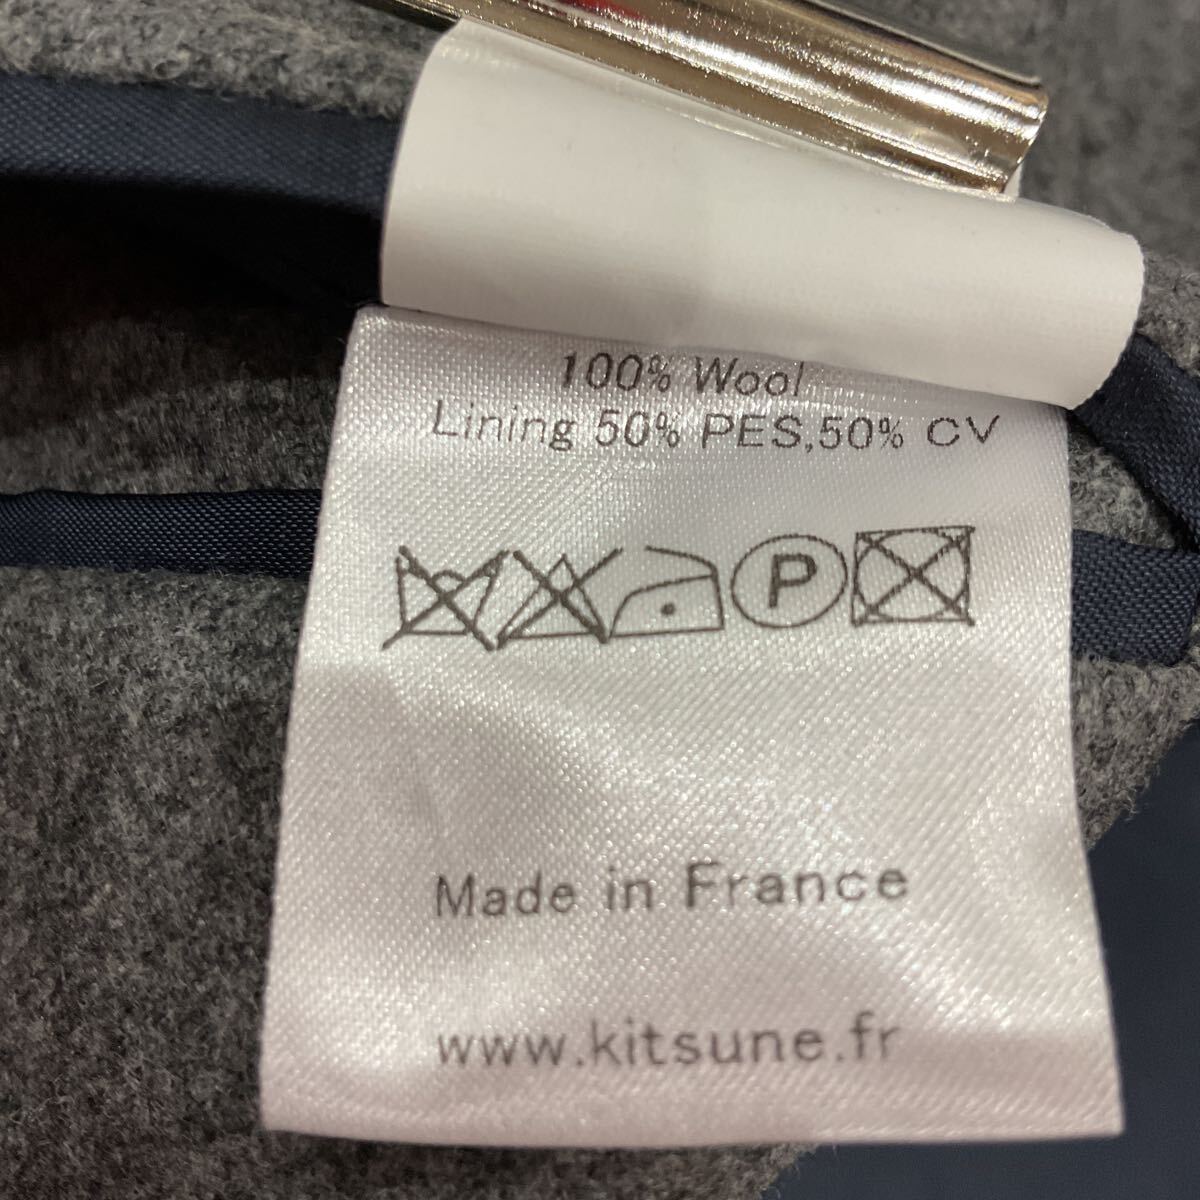 100% Wool
Lining 50% PES,50% CV
P
Made in France
www.kitsune.fr